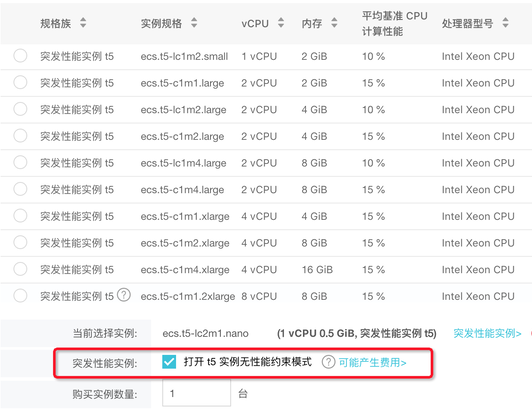 规格族 实例规格 vCPU 内存 平均基准 CPU 计算性能 处理器型号
突发性能实例 t5 ecs.t5-lc1m2.small 1 vCPU 2 GiB 10 % Intel Xeon CPU
突发性能实例 t5 ecs.t5-c1m1.large 2 vCPU 2 GiB 15 % Intel Xeon CPU
突发性能实例 t5 ecs.t5-lc1m2.large 2 vCPU 4 GiB 10 % Intel Xeon CPU
突发性能实例 t5 ecs.t5-c1m2.large 2 vCPU 4 GiB 15 % Intel Xeon CPU
突发性能实例 t5 ecs.t5-lc1m4.large 2 vCPU 8 GiB 10 % Intel Xeon CPU
突发性能实例 t5 ecs.t5-c1m4.large 2 vCPU 8 GiB 15 % Intel Xeon CPU
突发性能实例 t5 ecs.t5-c1m1.xlarge 4 vCPU 4 GiB 15 % Intel Xeon CPU
突发性能实例 t5 ecs.t5-c1m2.xlarge 4 vCPU 8 GiB 15 % Intel Xeon CPU
突发性能实例 t5 ecs.t5-c1m4.xlarge 4 vCPU 16 GiB 15 % Intel Xeon CPU
突发性能实例 t5 ? ecs.t5-c1m1.2xlarge 8 vCPU 8 GiB 15 % Intel Xeon CPU
当前选择实例: ecs.t5-lc2m1.nano (1 vCPU 0.5 GiB, 突发性能实例 t5) 突发性能实例>
突发性能实例: 打开 t5 实例无性能约束模式 ? 可能产生费用>
购买实例数量: 1 台